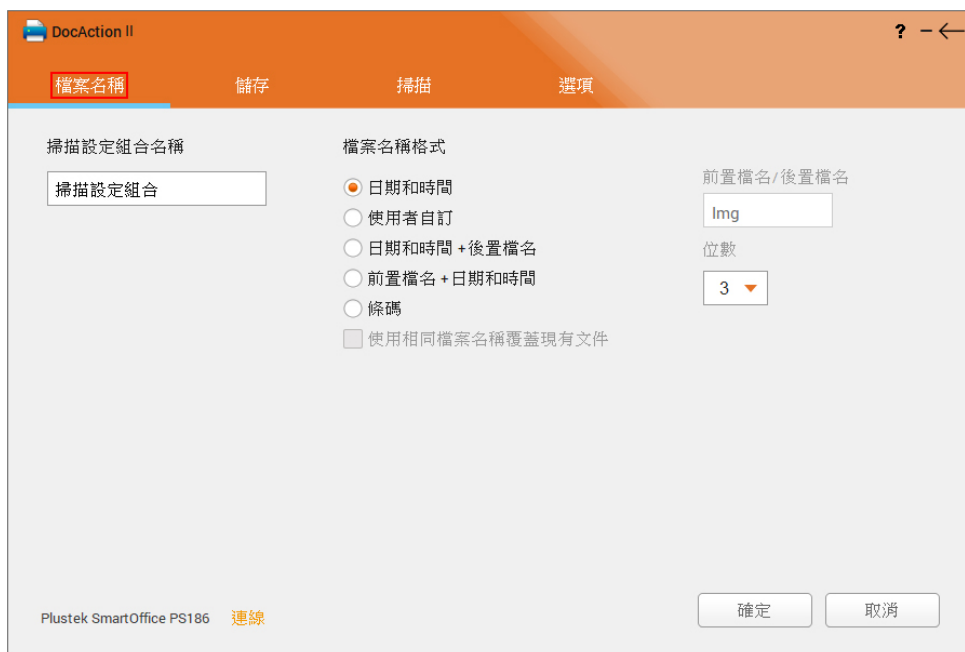 DocAction II
?
檔案名稱 儲存 掃描 選項
掃描設定組合名稱
掃描設定組合
檔案名稱格式
日期和時間
使用者自訂
日期和時間 +後置檔名
前置檔名 +日期和時間
條碼
使用相同檔案名稱覆蓋現有文件
前置檔名/後置檔名
Img
位數
3
Plustek SmartOffice PS186 連線
確定 取消